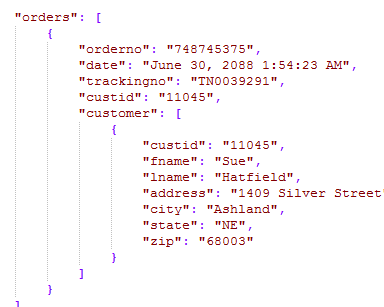 "orders": [
{
"orderno": "748745375",
"date": "June 30, 2088 1:54:23 AM",
"trackingno": "TN0039291",
"custid": "11045",
"customer": [
{
"custid": "11045",
"fname": "Sue",
"lname": "Hatfield",
"address": "1409 Silver Street"
"city": "Ashland",
"state": "NE",
"zip": "68003"
}
]
}
]